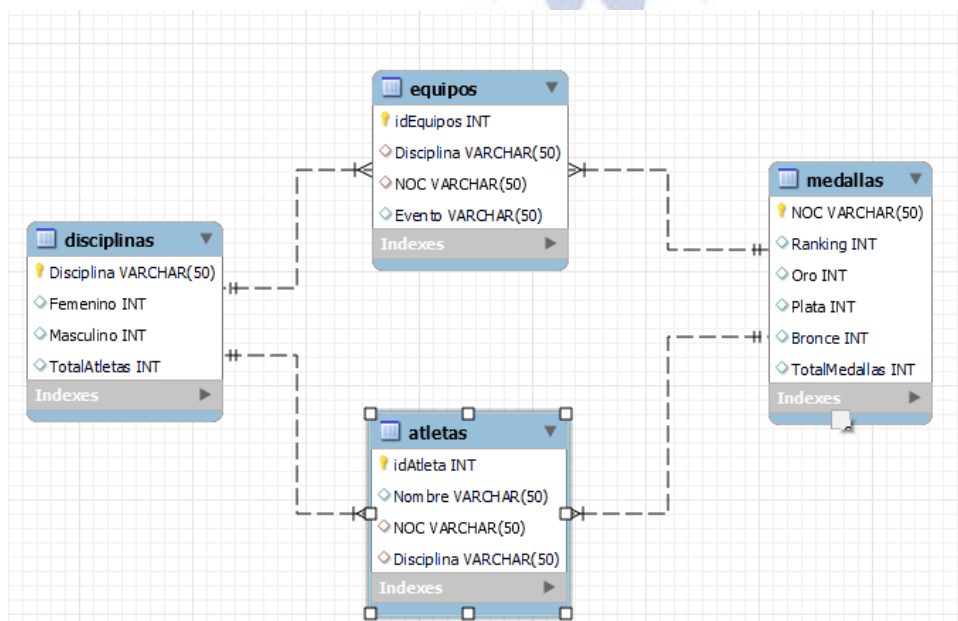 equipos
idEquipos INT
Disciplina VARCHAR(50)
NOC VARCHAR(50)
Evento VARCHAR(50)
Indexes
medallas
NOC VARCHAR(50)
Ranking INT
Oro INT
Plata INT
Bronce INT
TotalMedallas INT
Indexes
disciplinas
Disciplina VARCHAR(50)
Femenino INT
Masculino INT
TotalAtletas INT
Indexes
atletas
idAtleta INT
Nombre VARCHAR(50)
NOC VARCHAR(50)
Disciplina VARCHAR(50)
Indexes